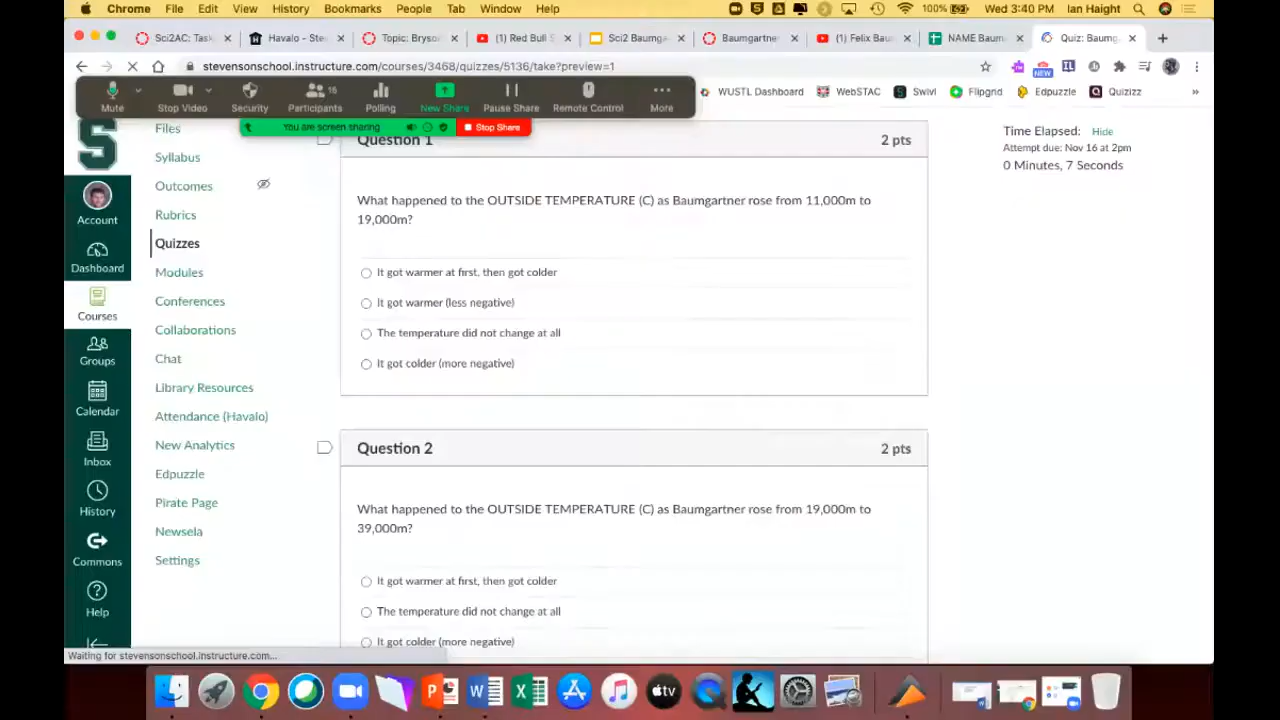 Chrome File Edit View History Bookmarks People Tab Window Help 100% Wed 3:40 PM Ian Haight
Sci2AC: Task Havalo - Ste Topic: Bryso (1) Red Bull S Sci2 Baumga Baumgartne (1) Felix Bau NAME Baum Quiz: Baumg
stevensonschool.instructure.com/courses/3468/quizzes/5136/take?preview=1
NEW
Mute Stop Video Security 16 Participants Polling New Share Pause Share Remote Control More
WUSTL Dashboard WebSTAC Swivl Flipgrid Edpuzzle Quizizz
You are screen sharing Stop Share
S
Account
Dashboard
Courses
Groups
Calendar
Inbox
History
Commons
Help
Files
Syllabus
Outcomes
Rubrics
Quizzes
Modules
Conferences
Collaborations
Chat
Library Resources
Attendance (Havalo)
New Analytics
Edpuzzle
Pirate Page
Newsela
Settings
Question 1 2 pts
What happened to the OUTSIDE TEMPERATURE (C) as Baumgartner rose from 11,000m to
19,000m?
It got warmer at first, then got colder
It got warmer (less negative)
The temperature did not change at all
It got colder (more negative)
Question 2 2 pts
What happened to the OUTSIDE TEMPERATURE (C) as Baumgartner rose from 19,000m to
39,000m?
It got warmer at first, then got colder
The temperature did not change at all
It got colder (more negative)
Time Elapsed: Hide
Attempt due: Nov 16 at 2pm
0 Minutes, 7 Seconds
Waiting for stevensonschool.instructure.com...
tv